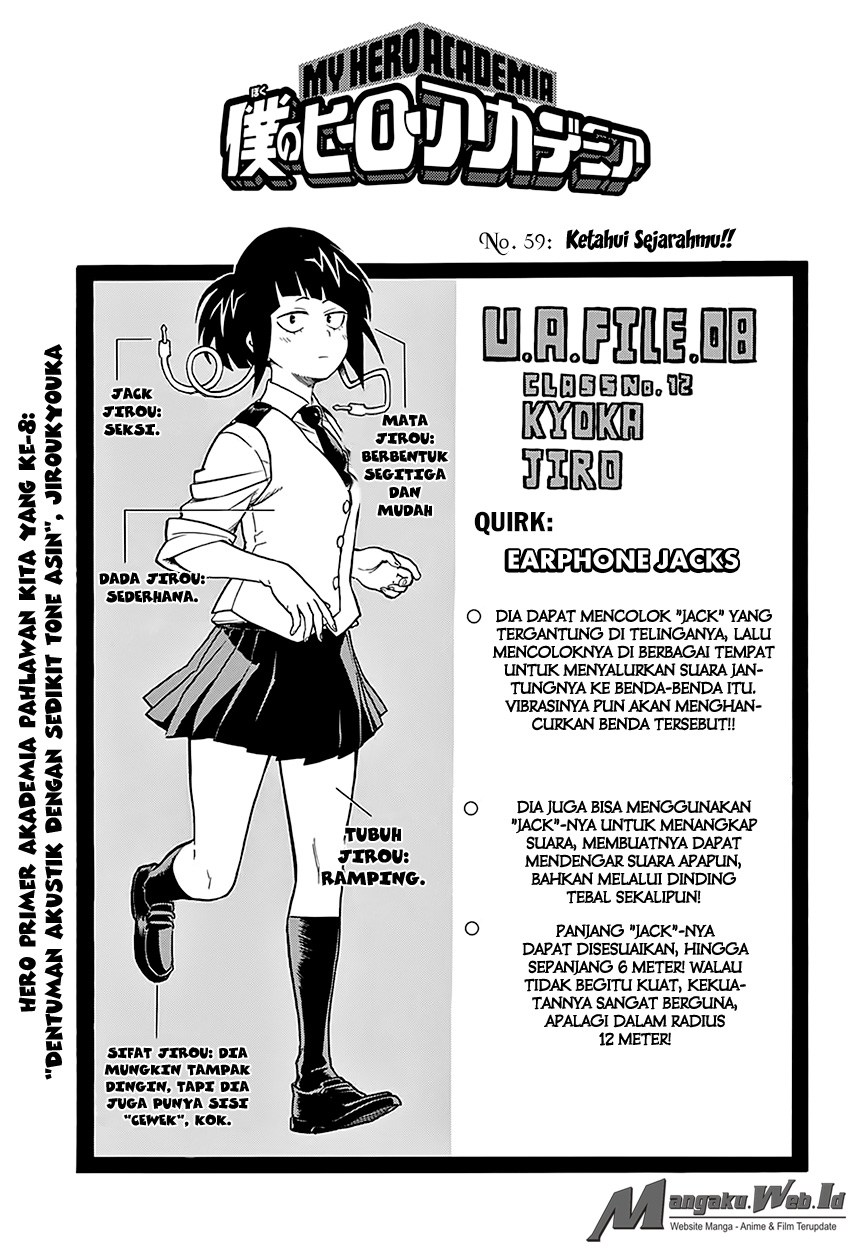 MY HERO ACADEMIA
ぼく
僕のヒーローアカデミア
No. 59: Ketahui Sejarahmu!!
HERO PRIMER AKADEMIA PAHLAWAN KITA YANG KE-8:
"DENTUMAN AKUSTIK DENGAN SEDIKIT TONE ASIN", JIROUKYOUKA
JACK
JIROU:
SEKSI.
MATA
JIROU:
BERBENTUK
SEGITIGA
DAN
MUDAH
DADA JIROU:
SEDERHANA.
TUBUH
JIROU:
RAMPING.
SIFAT JIROU: DIA
MUNGKIN TAMPAK
DINGIN, TAPI DIA
JUGA PUNYA SISI
"CEWEK", KOK.
U.A.FILE.08
CLASS No. 12
KYOKA
JIRO
QUIRK:
EARPHONE JACKS
DIA DAPAT MENCOLOK "JACK" YANG
TERGANTUNG DI TELINGANYA, LALU
MENCOLOKNYA DI BERBAGAI TEMPAT
UNTUK MENYALURKAN SUARA JAN-
TUNGNYA KE BENDA-BENDA ITU.
VIBRASINYA PUN AKAN MENGHAN-
CURKAN BENDA TERSEBUT!!
DIA JUGA BISA MENGGUNAKAN
"JACK"-NYA UNTUK MENANGKAP
SUARA, MEMBUATNYA DAPAT
MENDENGAR SUARA APAPUN,
BAHKAN MELALUI DINDING
TEBAL SEKALIPUN!
PANJANG "JACK"-NYA
DAPAT DISESUAIKAN, HINGGA
SEPANJANG 6 METER! WALAU
TIDAK BEGITU KUAT, KEKUA-
TANNYA SANGAT BERGUNA,
APALAGI DALAM RADIUS
12 METER!
Mangaku.Web.Id
Website Manga - Anime & Film Terupdate